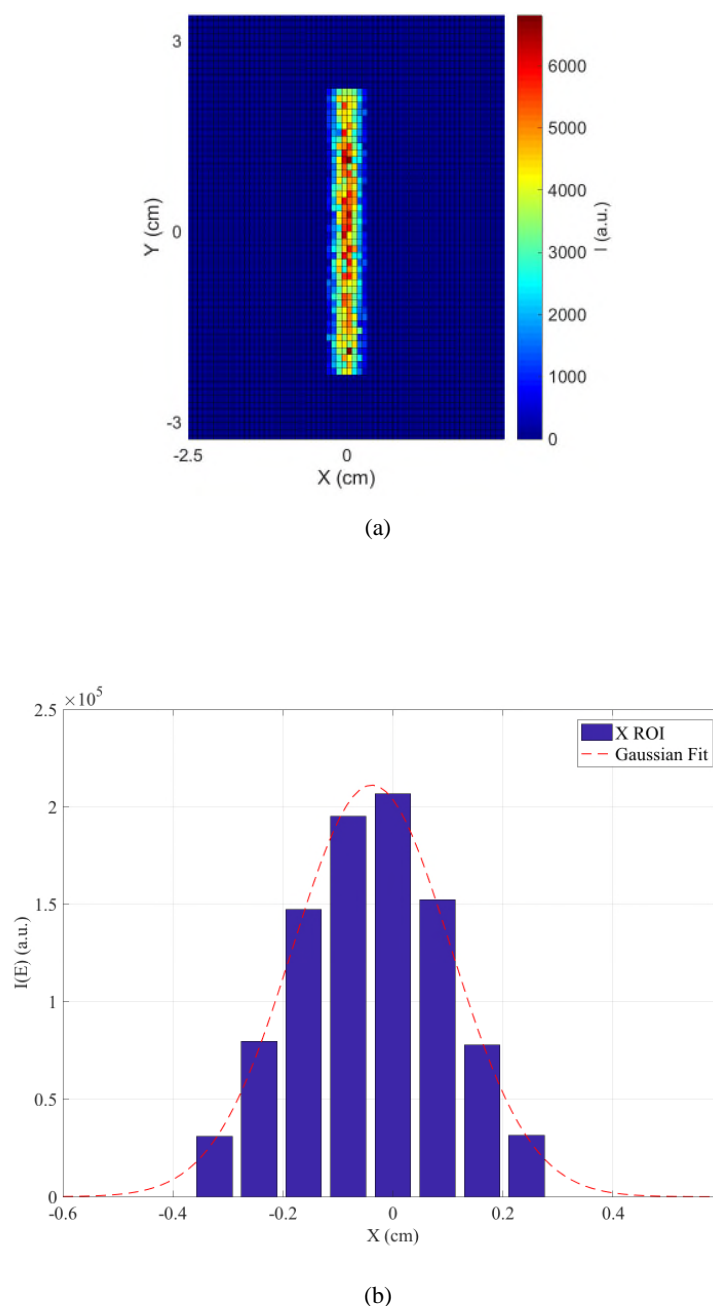 3
0
-3
Y (cm)
-2.5
0
X (cm)
6000
5000
4000
3000
2000
1000
0
I (a.u.)
(a)
×10^5
2.5
2
1.5
1
0.5
0
I(E) (a.u.)
X ROI
Gaussian Fit
-0.6
-0.4
-0.2
0
0.2
0.4
X (cm)
(b)